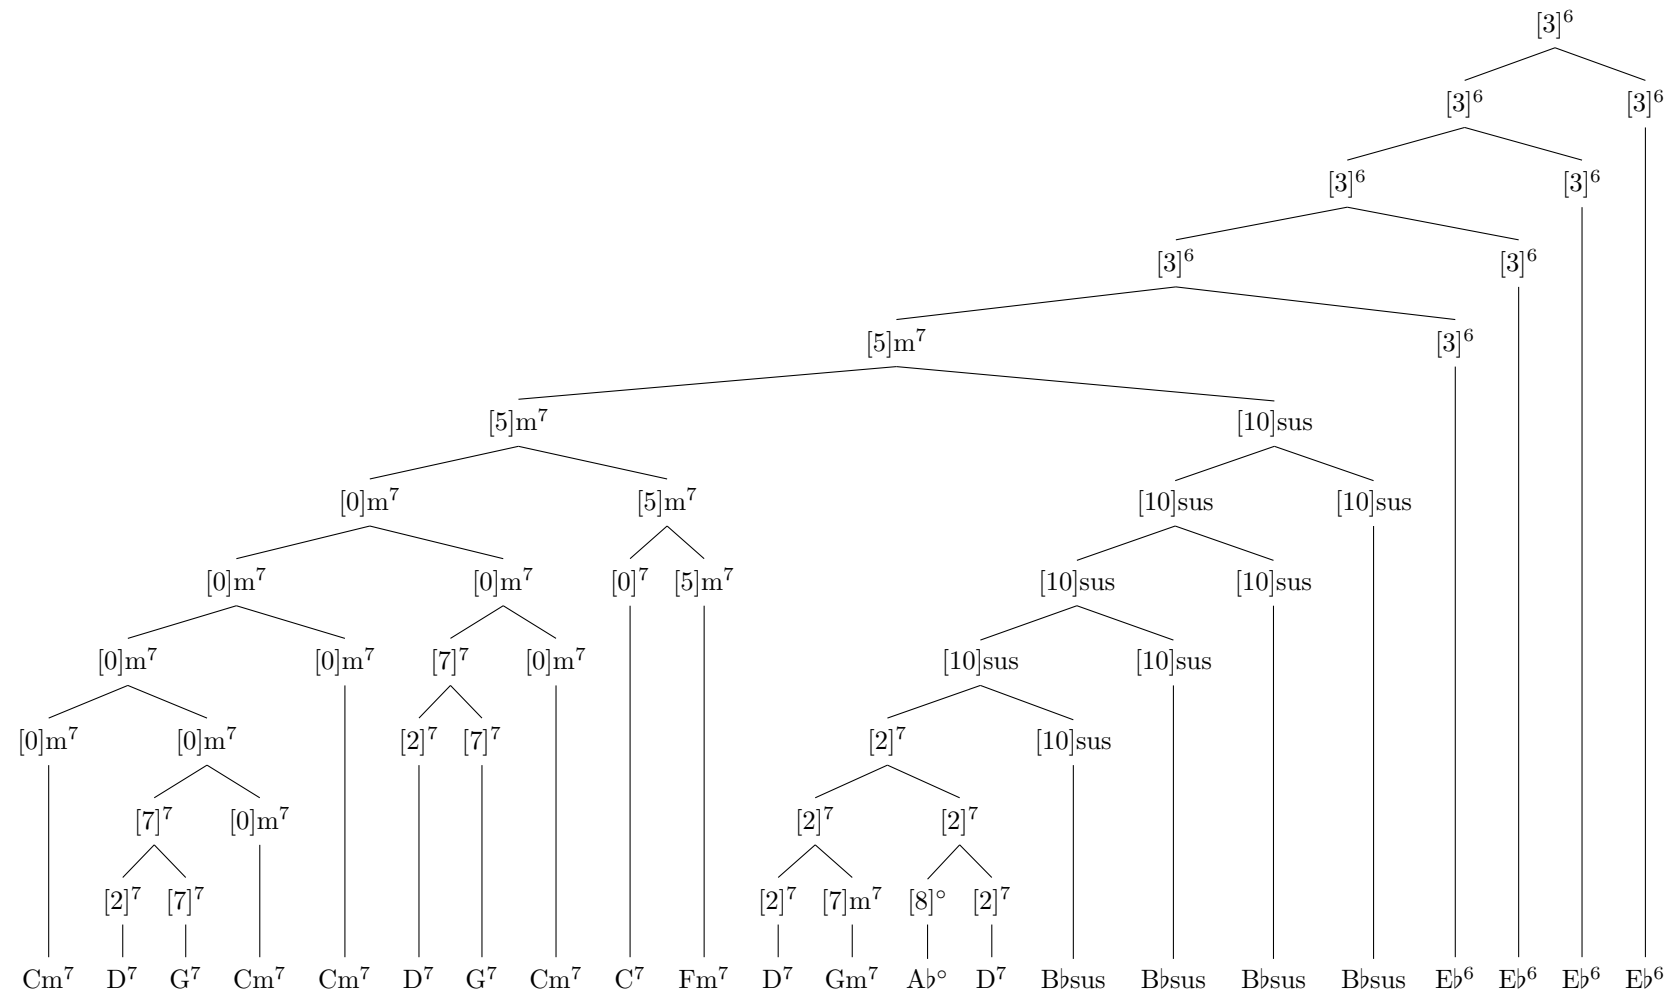 [3]⁶
[3]⁶ [3]⁶
[3]⁶ [3]⁶
[3]⁶ [3]⁶
[5]m⁷ [3]⁶
[5]m⁷ [10]sus
[0]m⁷ [5]m⁷ [10]sus [10]sus
[0]m⁷ [0]m⁷ [0]⁷ [5]m⁷ [10]sus [10]sus
[0]m⁷ [0]m⁷ [7]⁷ [0]m⁷ [10]sus [10]sus
[0]m⁷ [0]m⁷ [2]⁷ [7]⁷ [2]⁷ [10]sus
[7]⁷ [0]m⁷ [2]⁷ [2]⁷
[2]⁷ [7]⁷ [2]⁷ [7]m⁷ [8]° [2]⁷
Cm⁷ D⁷ G⁷ Cm⁷ Cm⁷ D⁷ G⁷ Cm⁷ C⁷ Fm⁷ D⁷ Gm⁷ A♭° D⁷ B♭sus B♭sus B♭sus B♭sus E♭⁶ E♭⁶ E♭⁶ E♭⁶